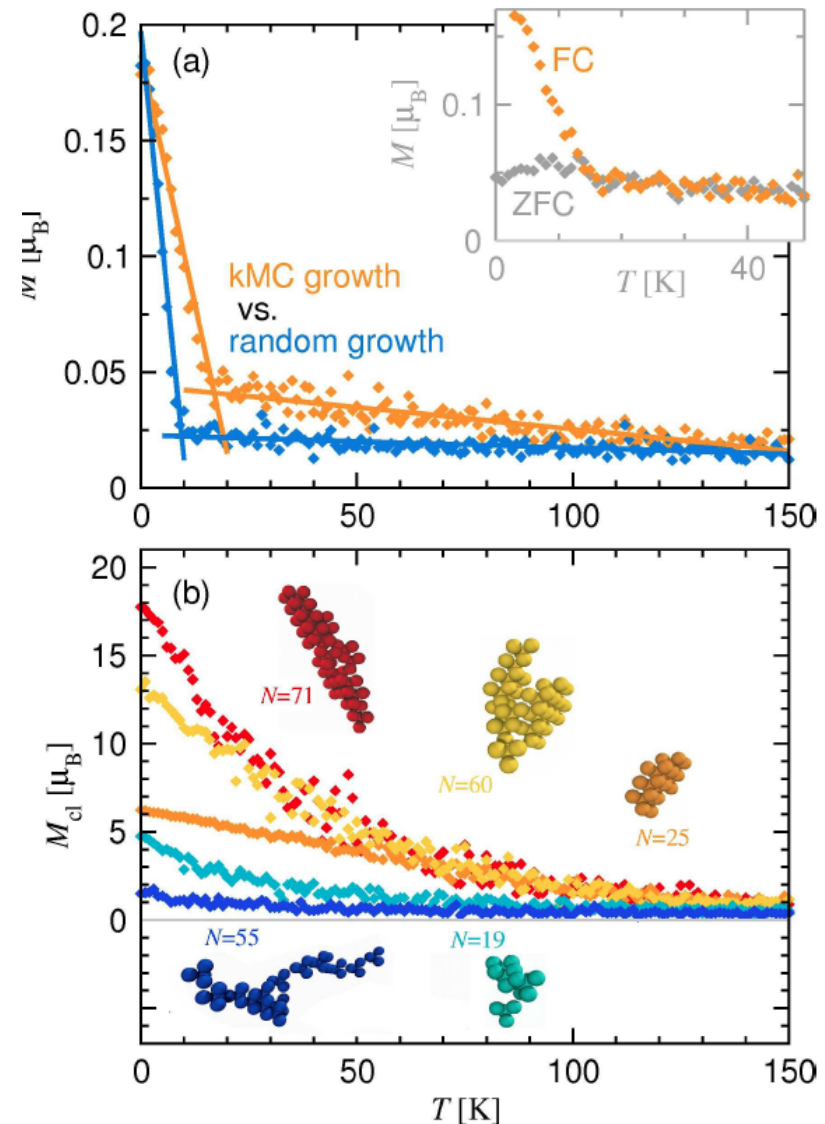 (a)
0.2
0.15
0.1
0.05
0
M [μB]
kMC growth
vs.
random growth
FC
ZFC
0.1
0
M [μB]
0 40
T [K]
0 50 100 150
(b)
20
15
10
5
0
Mcl [μB]
N=71
N=60
N=25
N=55
N=19
0 50 100 150
T [K]